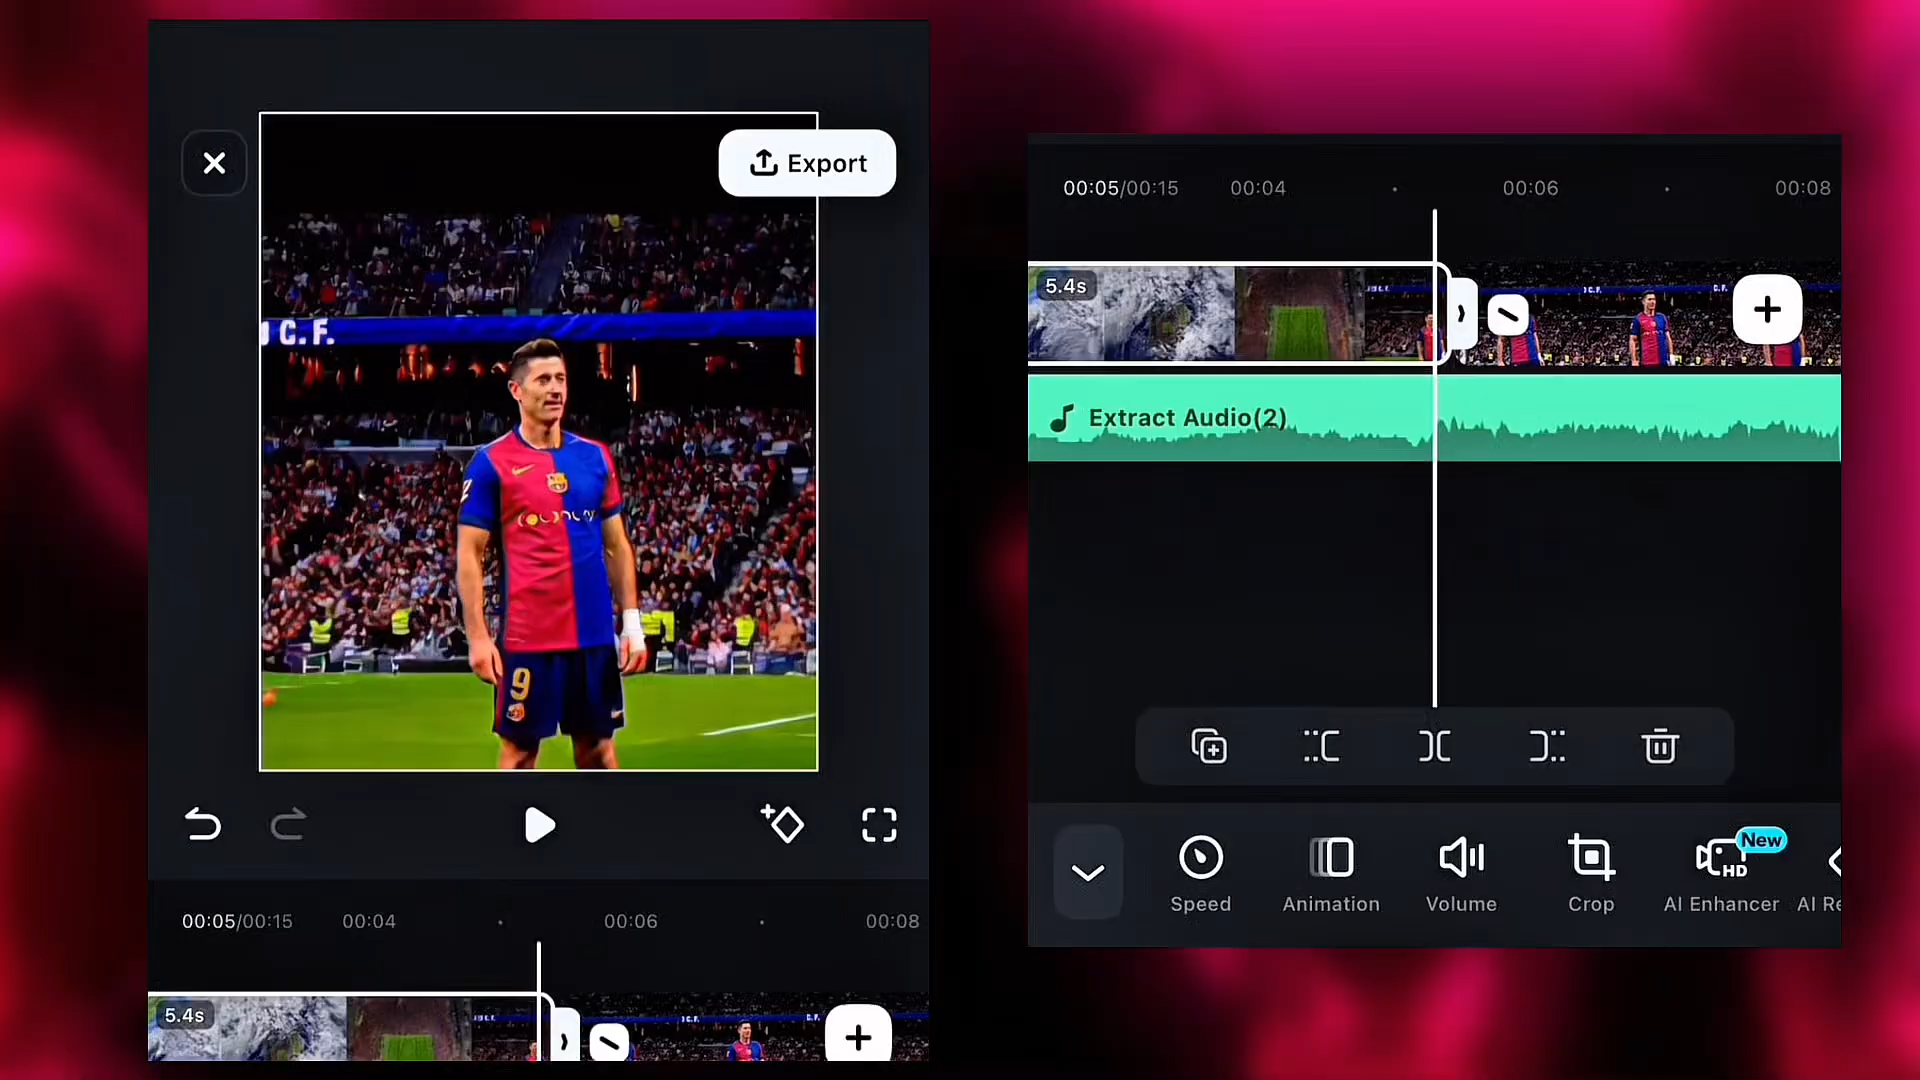 Export
C.F.
9
00:05/00:15 00:04 00:06 00:08
5.4s
C.F.
C.F.
00:05/00:15 00:04 00:06 00:08
5.4s
C.F.
C.F.
Extract Audio(2)
New
HD
Speed Animation Volume Crop AI Enhancer AI Re